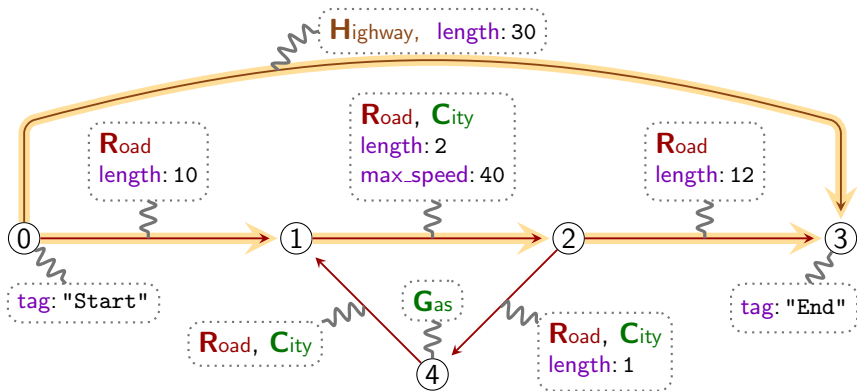 Highway, length: 30
Road, City
length: 2
max_speed: 40
Road
length: 10
Road
length: 12
0
1
2
3
tag: "Start"
Gas
tag: "End"
Road, City
Road, City
length: 1
4